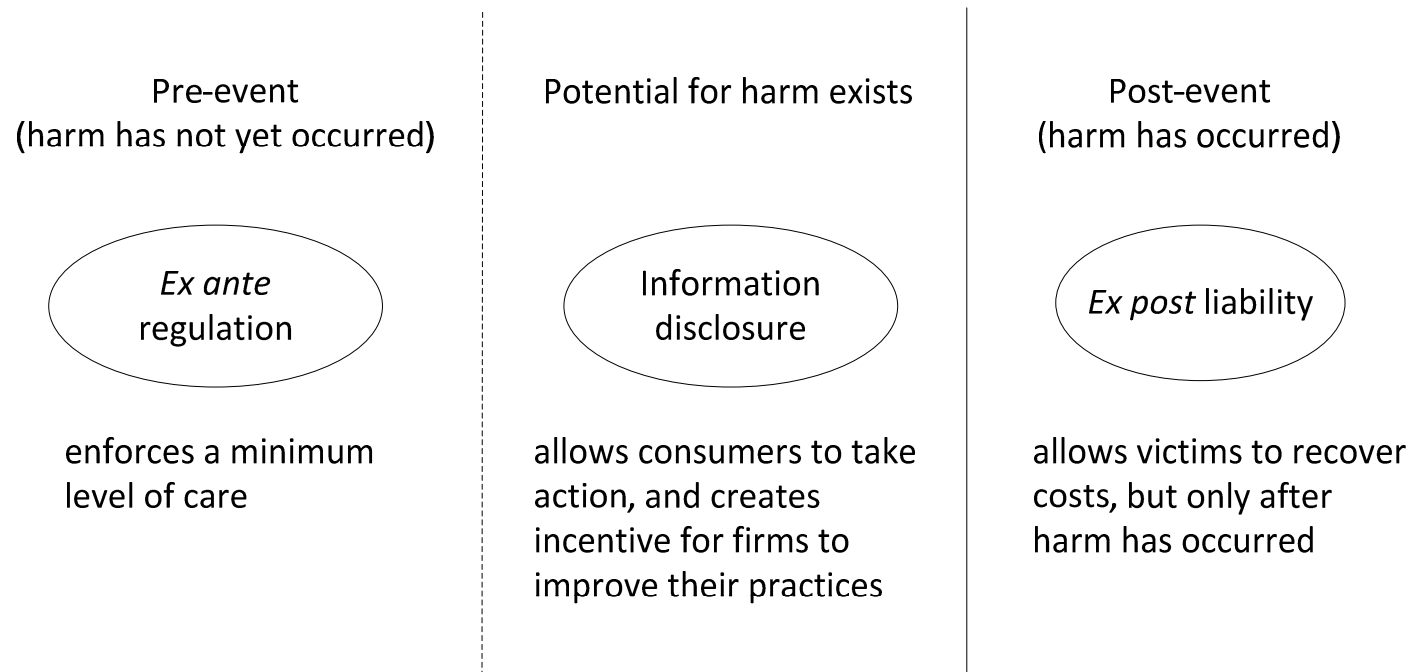 Pre-event
(harm has not yet occurred)
Ex ante
regulation
enforces a minimum
level of care
Potential for harm exists
Information
disclosure
allows consumers to take
action, and creates
incentive for firms to
improve their practices
Post-event
(harm has occurred)
Ex post liability
allows victims to recover
costs, but only after
harm has occurred